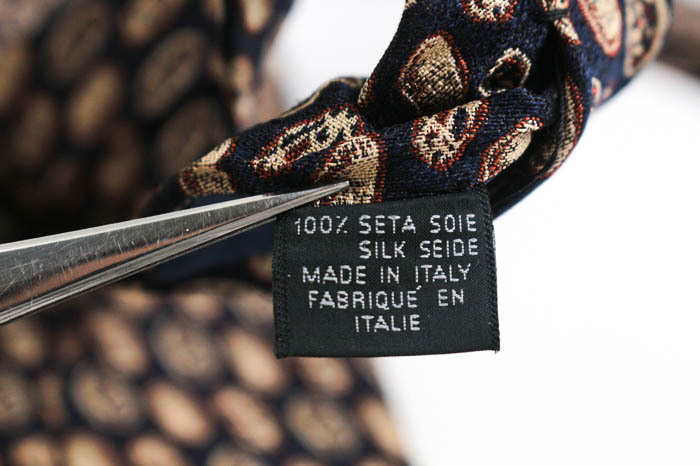 100% SETA SOIE
SILK SEIDE
MADE IN ITALY
FABRIQUÉ EN
ITALIE